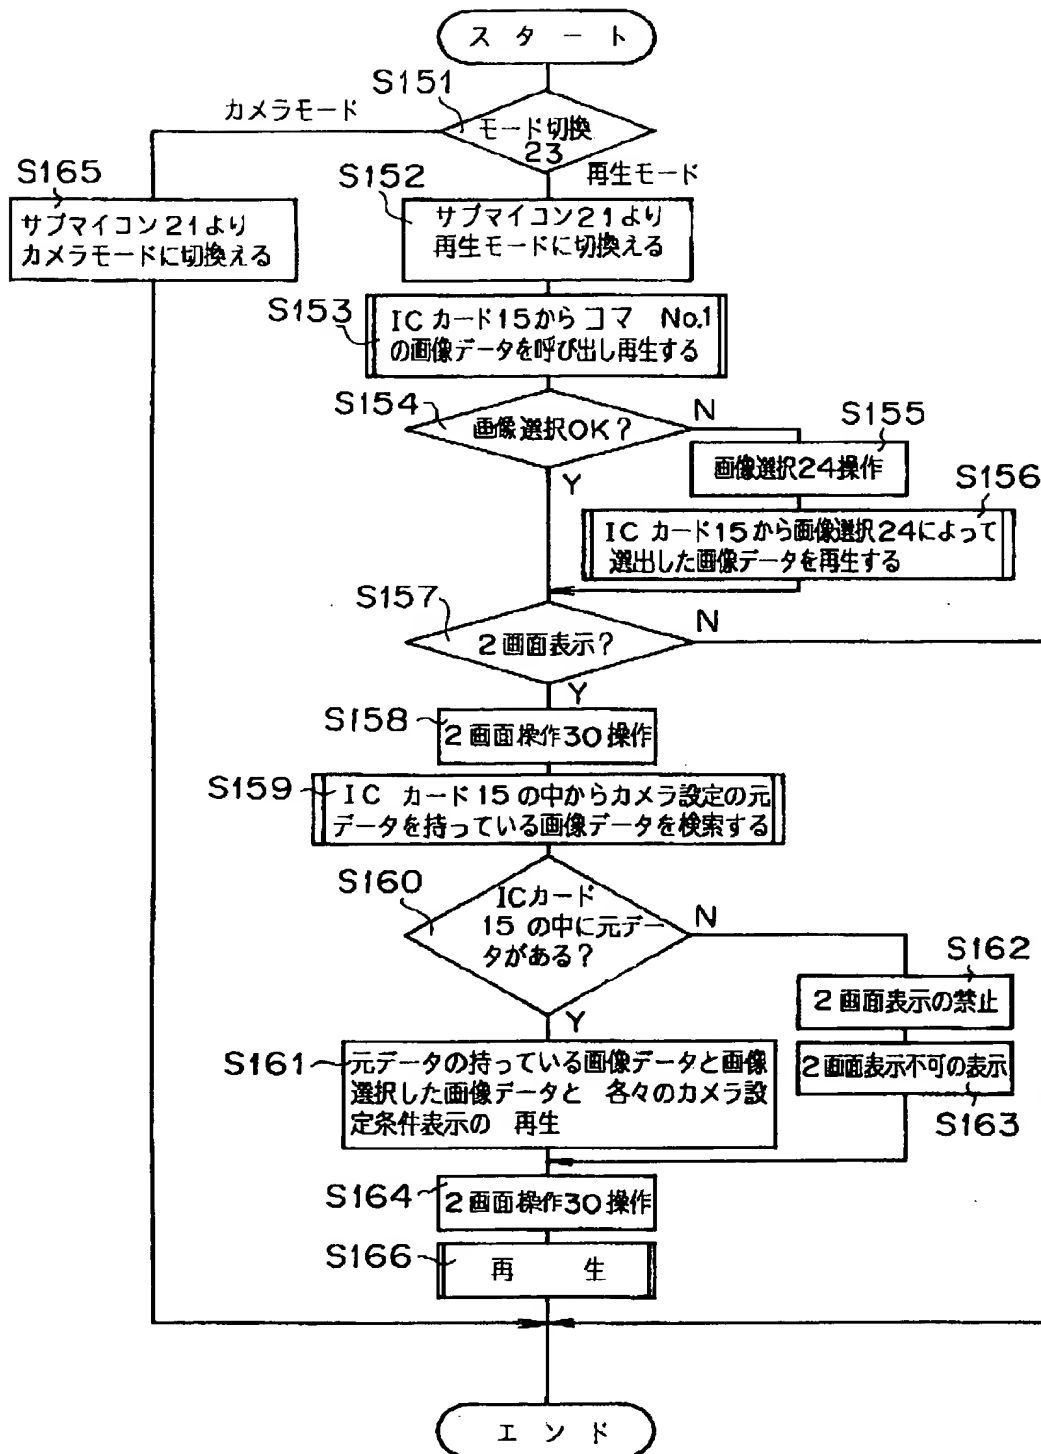 スタート
S151
カメラモード
モード切換
23
再生モード
S165
サブマイコン21より
カメラモードに切換える
S152
サブマイコン21より
再生モードに切換える
S153
ICカード15からコマ No.1
の画像データを呼び出し再生する
S154
画像選択OK?
N
Y
S155
画像選択24操作
S156
ICカード15から画像選択24によって
選出した画像データを再生する
S157
2画面表示?
N
Y
S158
2画面操作30操作
S159
IC カード15の中からカメラ設定の元
データを持っている画像データを検索する
S160
ICカード
15の中に元デー
タがある?
N
Y
S162
2画面表示の禁止
S161
元データの持っている画像データと画像
選択した画像データと 各々のカメラ設
定条件表示の 再生
2画面表示不可の表示
S163
S164
2画面操作30操作
S166
再生
エンド